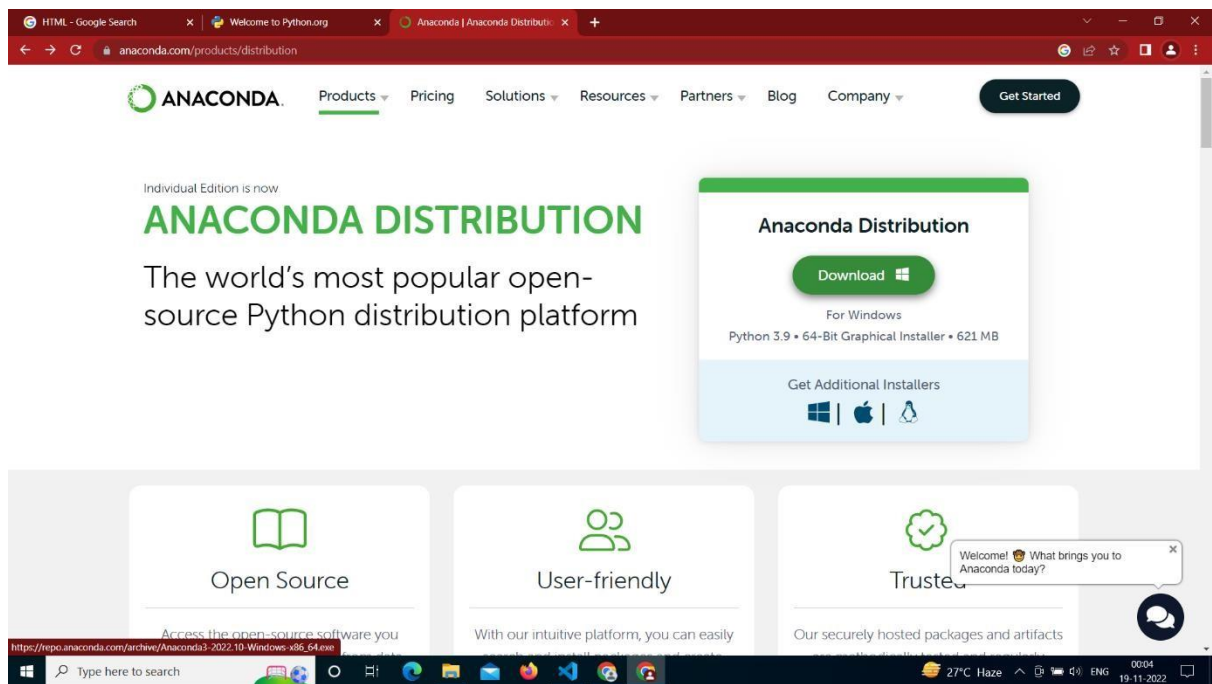 HTML - Google Search
Welcome to Python.org
Anaconda | Anaconda Distributio
anaconda.com/products/distribution
ANACONDA.
Products
Pricing
Solutions
Resources
Partners
Blog
Company
Get Started
Individual Edition is now
ANACONDA DISTRIBUTION
The world's most popular open-
source Python distribution platform
Anaconda Distribution
Download
For Windows
Python 3.9 • 64-Bit Graphical Installer • 621 MB
Get Additional Installers
Open Source
User-friendly
Trusted
Access the open-source software you
With our intuitive platform, you can easily
Our securely hosted packages and artifacts
Welcome! What brings you to
Anaconda today?
https://repo.anaconda.com/archive/Anaconda3-2022.10-Windows-x86_64.exe
Type here to search
27°C Haze
ENG
00:04
19-11-2022